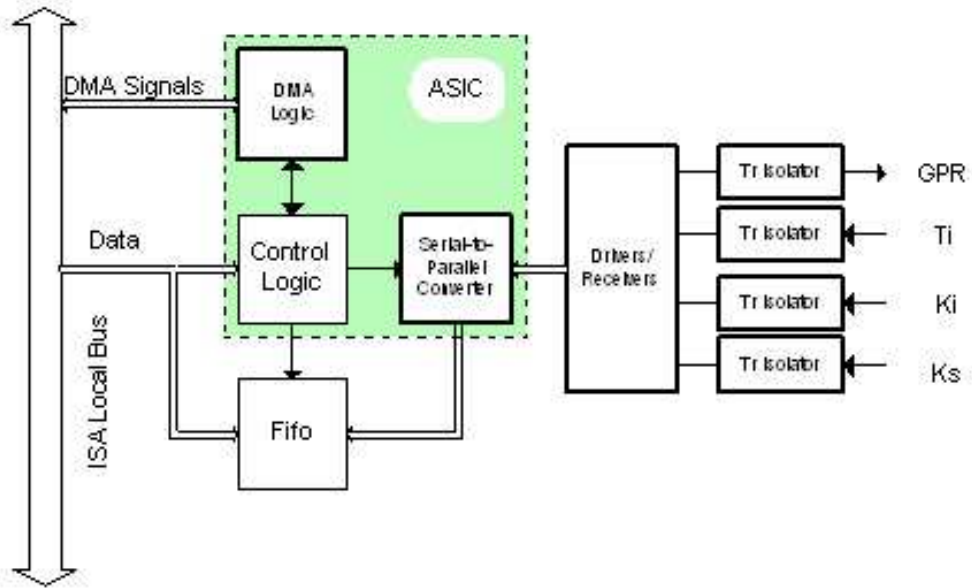 DMA Signals
DMA
Logic
ASIC
Tr Isolator
GPR
Data
Control
Logic
Serial-to-
Parallel
Converter
Drivers/
Receivers
Tr Isolator
Ti
Tr Isolator
Ki
Tr Isolator
Ks
ISA Local Bus
Fifo